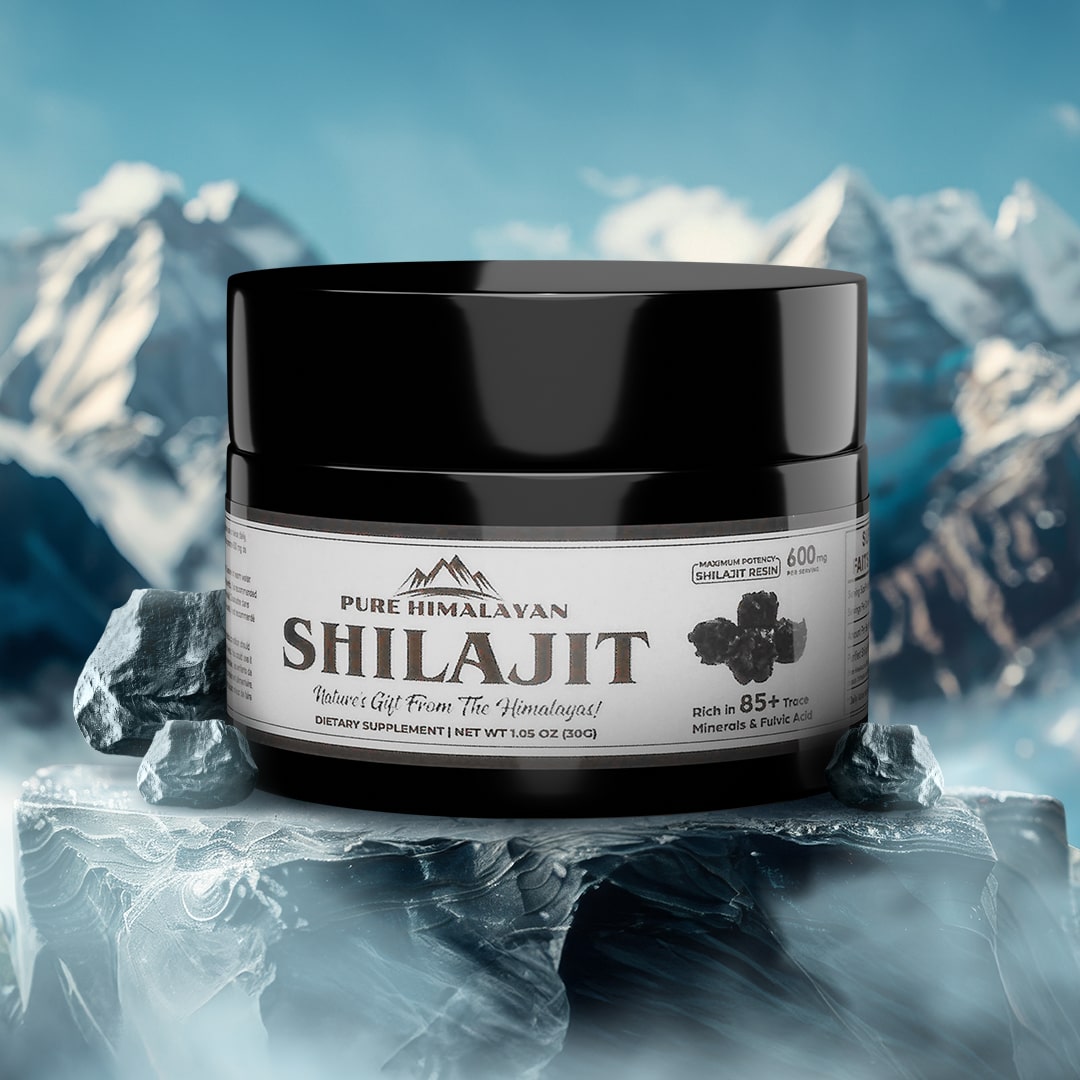 PURE HIMALAYAN
SHILAJIT
Nature's Gift From The Himalayas!
DIETARY SUPPLEMENT | NET WT 1.05 OZ (30G)
MAXIMUM POTENCY
SHILAJIT RESIN
600mg
PER SERVING
Rich in 85+ Trace
Minerals & Fulvic Acid